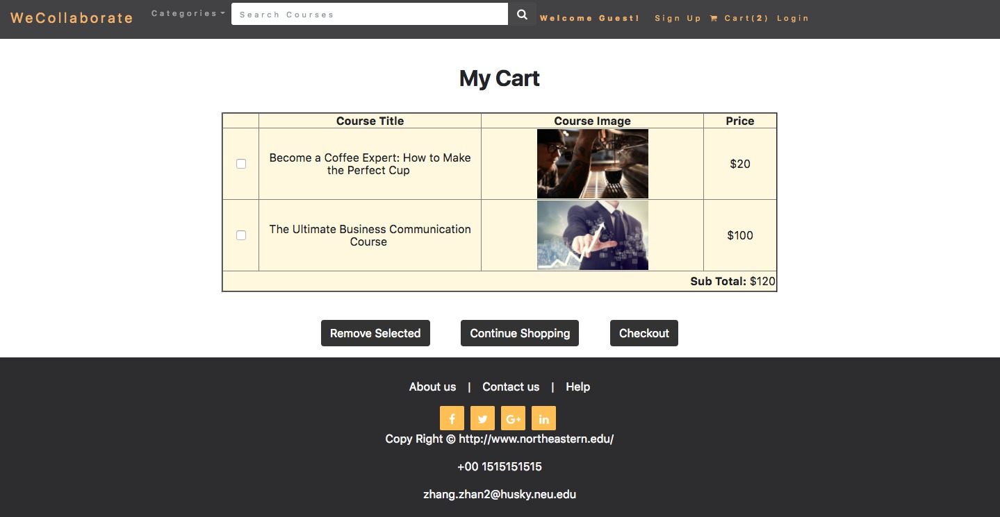 WeCollaborate Categories Search Courses Welcome Guest! Sign Up Cart(2) Login
My Cart
Course Title Course Image Price
Become a Coffee Expert: How to Make
the Perfect Cup
$20
The Ultimate Business Communication
Course
$100
Sub Total: $120
Remove Selected Continue Shopping Checkout
About us | Contact us | Help
Copy Right © http://www.northeastern.edu/
+00 1515151515
zhang.zhan2@husky.neu.edu